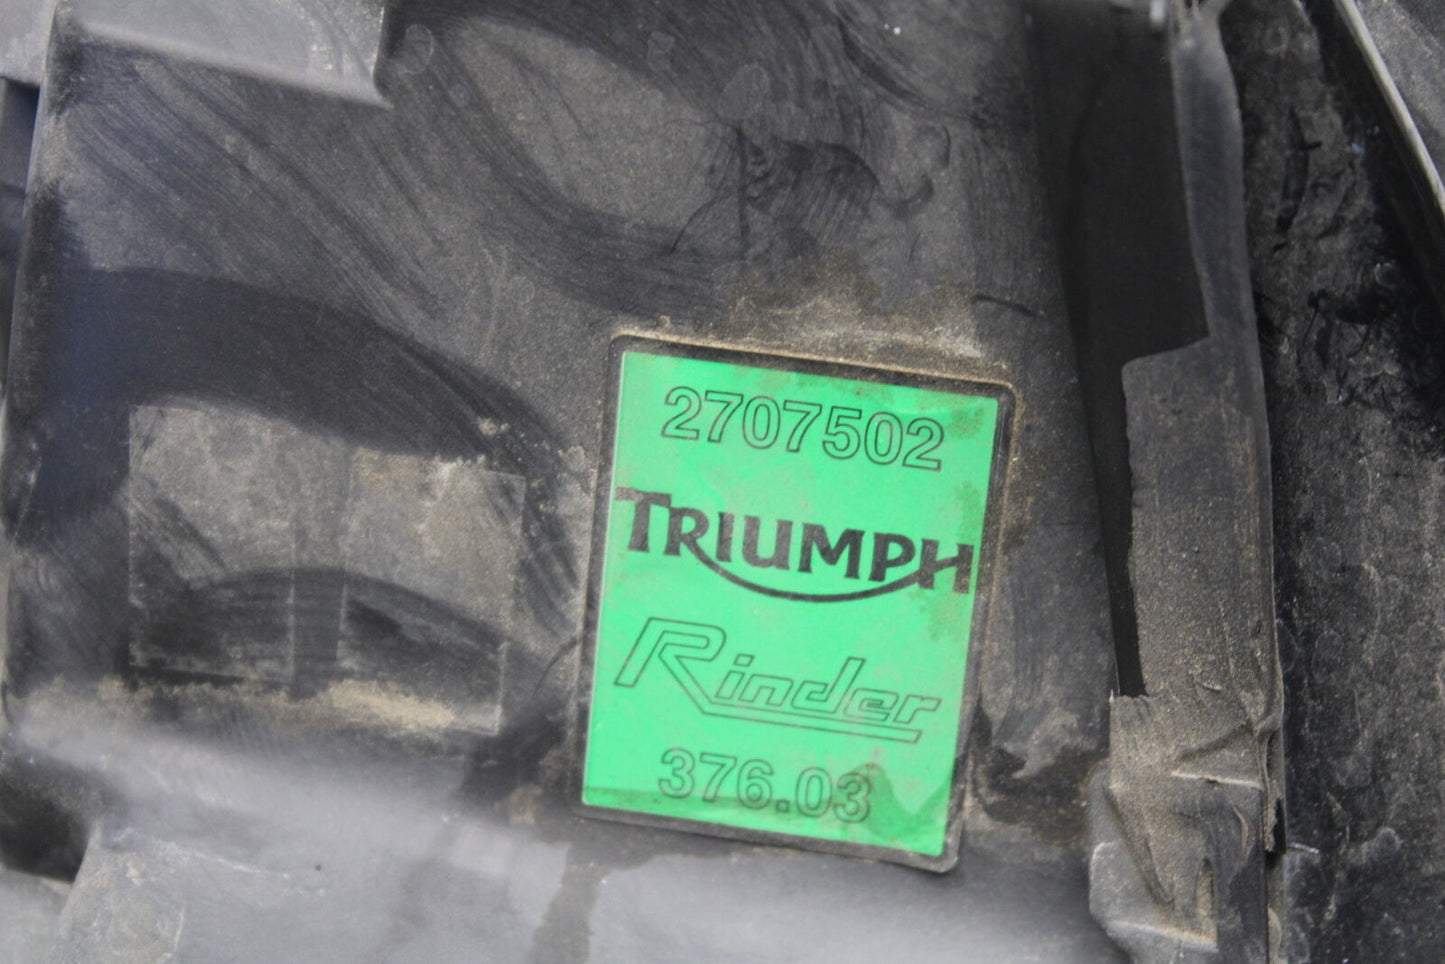 2707502
TRIUMPH
Rinder
376.03